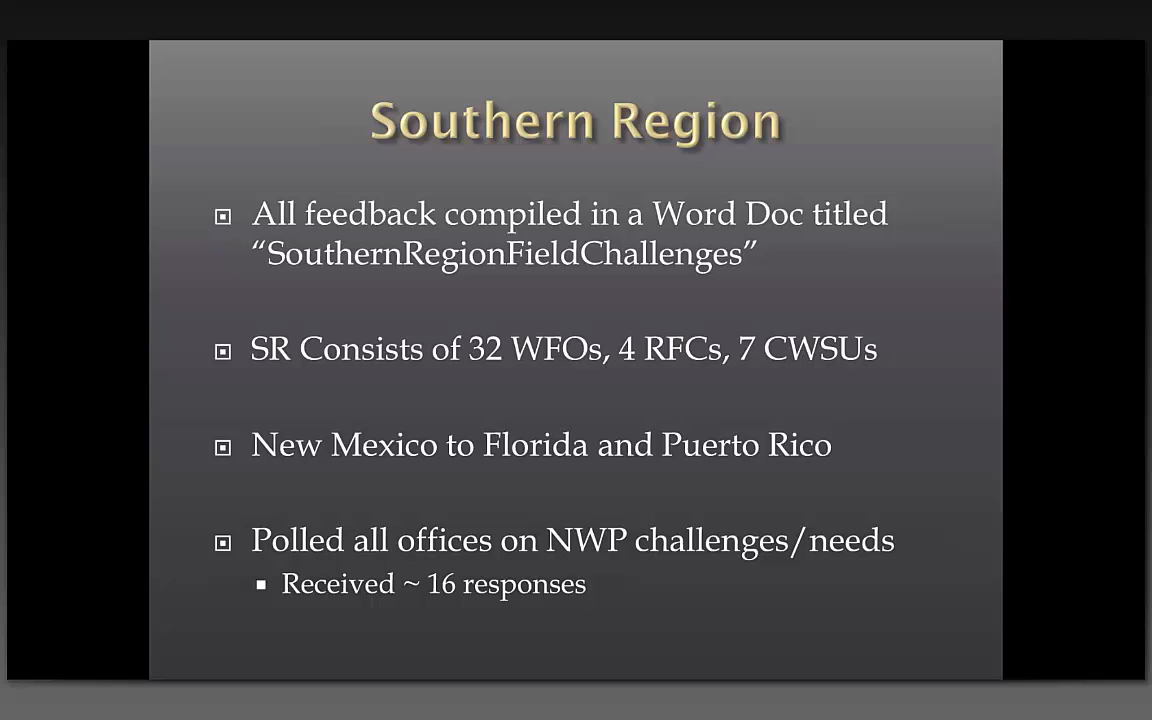 Southern Region
All feedback compiled in a Word Doc titled
“SouthernRegionFieldChallenges”
SR Consists of 32 WFOs, 4 RFCs, 7 CWSUs
New Mexico to Florida and Puerto Rico
Polled all offices on NWP challenges/needs
Received ~ 16 responses